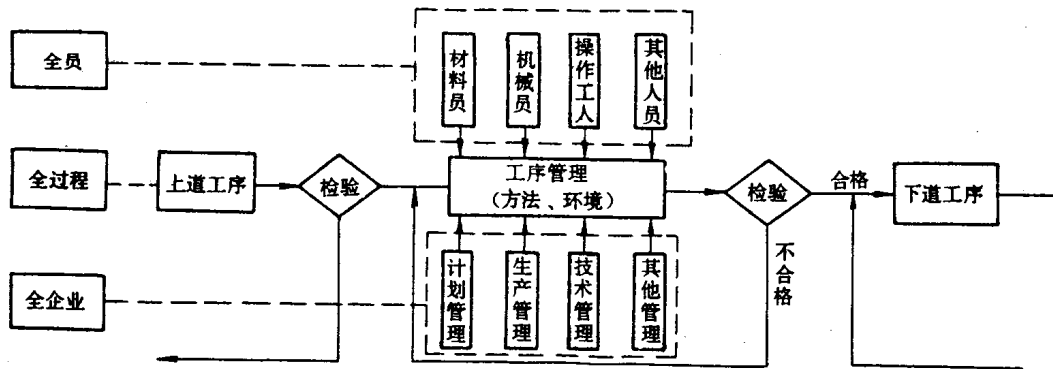 全员
材料员
机械员
操作工人
其他人员
全过程
上道工序
检验
工序管理
（方法、环境）
检验
合格
下道工序
不合格
全企业
计划管理
生产管理
技术管理
其他管理